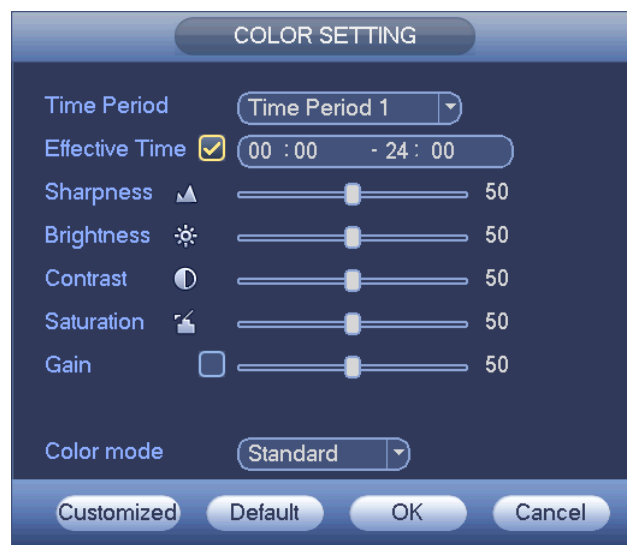 COLOR SETTING
Time Period Time Period 1
Effective Time 00 :00 - 24 : 00
Sharpness 50
Brightness 50
Contrast 50
Saturation 50
Gain 50
Color mode Standard
Customized Default OK Cancel